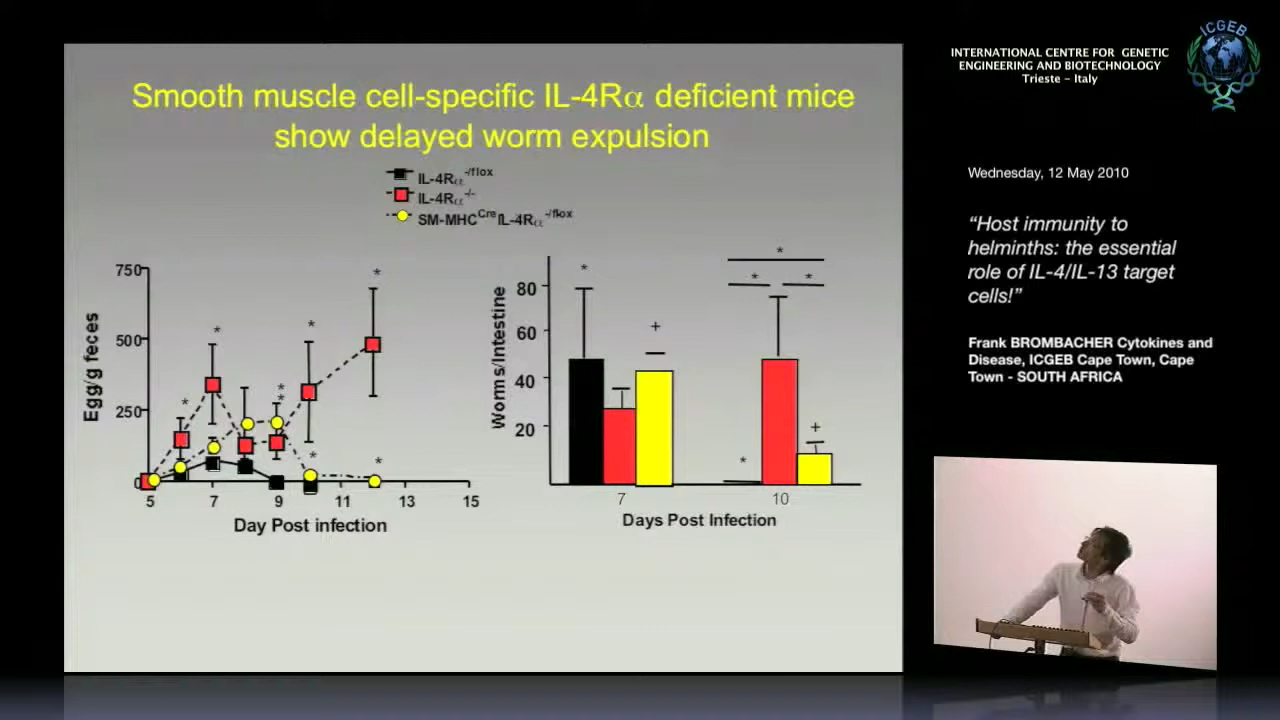 Smooth muscle cell-specific IL-4Rα deficient mice
show delayed worm expulsion
IL-4Rα-/flox
IL-4Rα-/-
SM-MHCCre IL-4Rα-/flox
750
500
250
0
Egg/g feces
5 7 9 11 13 15
Day Post infection
* * * * * * * *
80
60
40
20
Worms/Intestine
7 10
Days Post Infection
* + * * * * +
INTERNATIONAL CENTRE FOR GENETIC
ENGINEERING AND BIOTECHNOLOGY
Trieste – Italy
ICGEB
Wednesday, 12 May 2010
“Host immunity to
helminths: the essential
role of IL-4/IL-13 target
cells!”
Frank BROMBACHER Cytokines and
Disease, ICGEB Cape Town, Cape
Town - SOUTH AFRICA